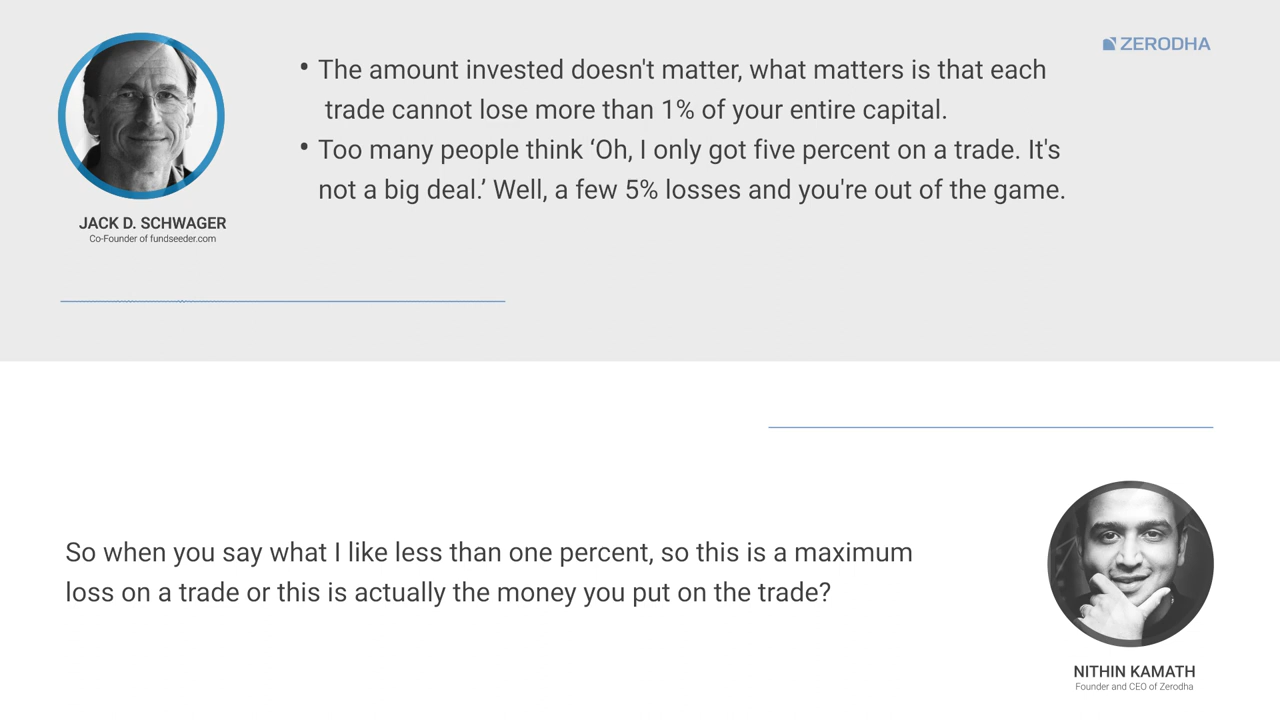 ZERODHA
• The amount invested doesn't matter, what matters is that each
trade cannot lose more than 1% of your entire capital.
• Too many people think ‘Oh, I only got five percent on a trade. It's
not a big deal.’ Well, a few 5% losses and you're out of the game.
JACK D. SCHWAGER
Co-Founder of fundseeder.com
So when you say what I like less than one percent, so this is a maximum
loss on a trade or this is actually the money you put on the trade?
NITHIN KAMATH
Founder and CEO of Zerodha